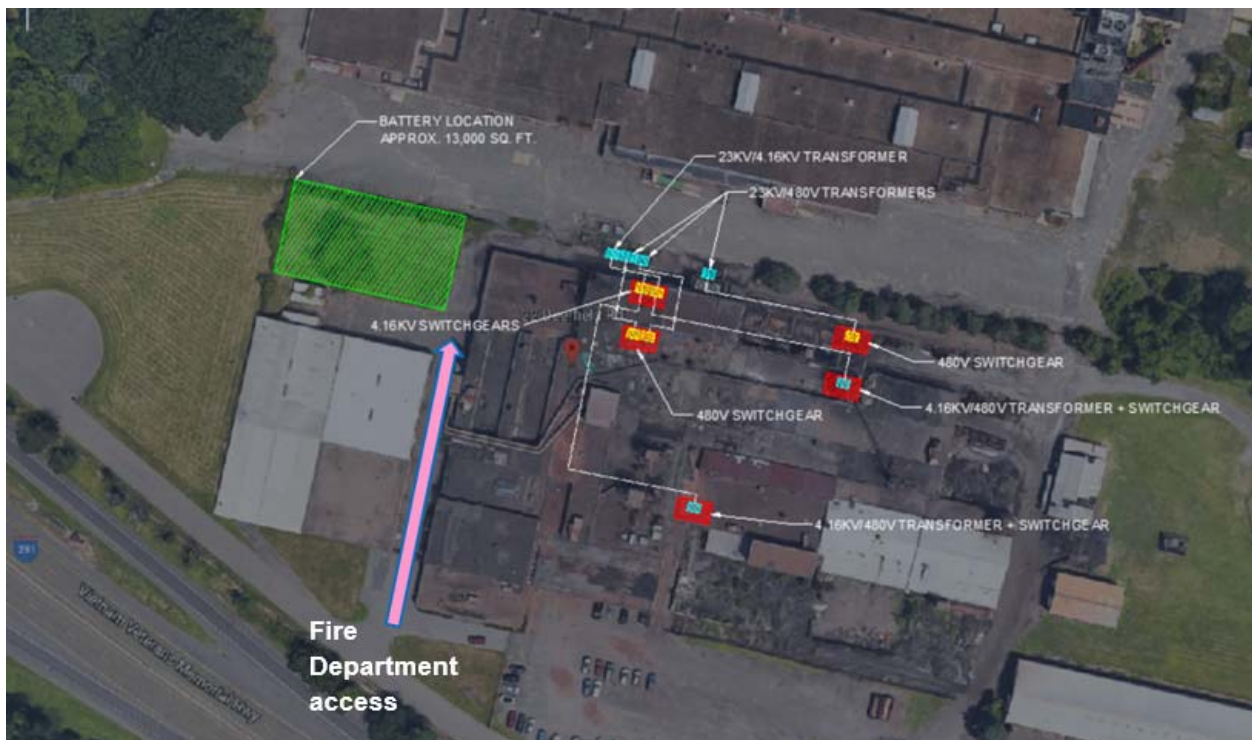 BATTERY LOCATION
APPROX. 13,000 SQ. FT.
23KV/4.16KV TRANSFORMER
23KV/480V TRANSFORMERS
4.16KV SWITCHGEARS
480V SWITCHGEAR
4.16KV/480V TRANSFORMER + SWITCHGEAR
480V SWITCHGEAR
4.16KV/480V TRANSFORMER + SWITCHGEAR
291
Vietnam Veterans Memorial Hwy
Fire
Department
access